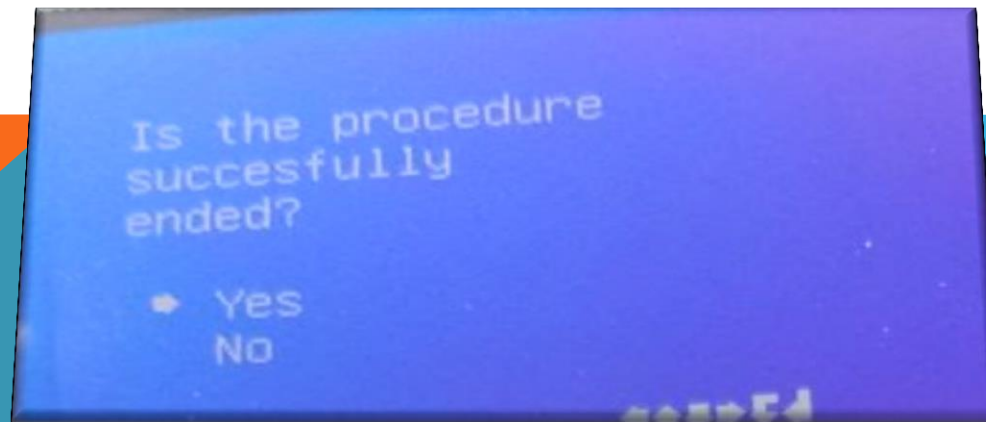 Is the procedure
succesfully
ended?
Yes
No